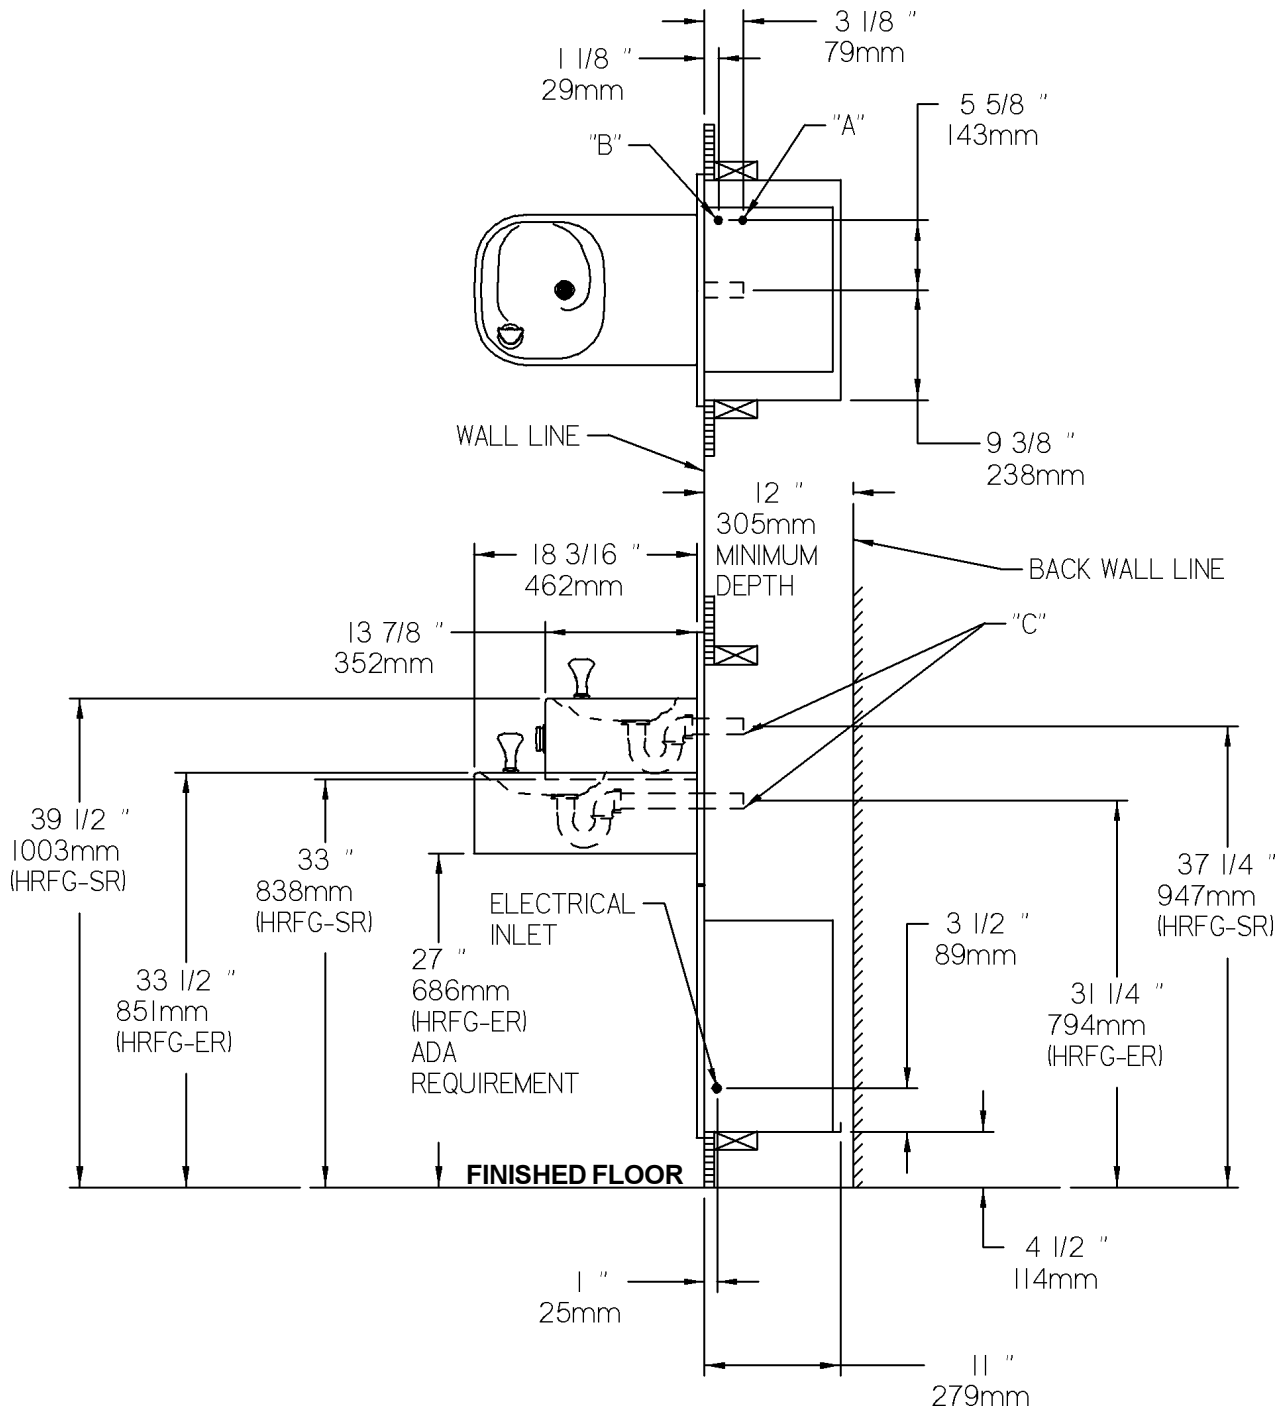 3 1/8 "
79mm
1 1/8 "
29mm
5 5/8 "
143mm
"A"
"B"
WALL LINE
9 3/8 "
238mm
12 "
305mm
MINIMUM
DEPTH
18 3/16 "
462mm
BACK WALL LINE
"C"
13 7/8 "
352mm
39 1/2 "
1003mm
(HRFG-SR)
33 "
838mm
(HRFG-SR)
33 1/2 "
851mm
(HRFG-ER)
ELECTRICAL
INLET
27 "
686mm
(HRFG-ER)
ADA
REQUIREMENT
3 1/2 "
89mm
37 1/4 "
947mm
(HRFG-SR)
31 1/4 "
794mm
(HRFG-ER)
FINISHED FLOOR
4 1/2 "
114mm
1 "
25mm
11 "
279mm